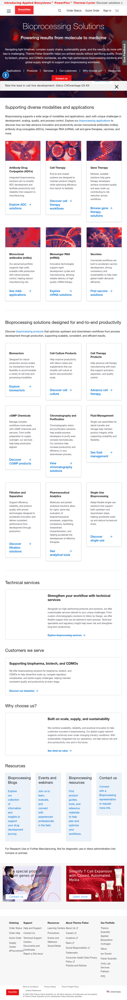 Introducing Applied Biosystems™ PowerFlex™ Thermal Cycler Discover solutions
ThermoFisher
SCIENTIFIC
Order Status
Quick Order
Sign in
Bioprocessing Solutions
Powering results from molecule to medicine
Navigating tight timelines, complex supply chains, sustainability goals, and the need to do more with
less is challenging. Thermo Fisher Scientific helps you achieve results without sacrificing quality. Trusted
by biotech, pharma, and CDMOs worldwide, we offer high-performance bioprocessing solutions and
global supply strength to support your bioprocessing workflows.
Give Feedback
Applications
Products
Services
Our customers
Why choose us?
Resources
Contact us
Take the lead in cell line development: Gibco CHOvantage GS Kit
Learn more
Supporting diverse modalities and applications
Bioprocessing supports a wide range of modalities and applications, each with unique challenges in
development, scaling, quality, and process control. Explore our bioprocessing applications to
discover how we help advance innovation and productivity across monoclonal antibodies (mAbs),
antibody drug conjugates (ADCs), messenger RNA (mRNA), cell and gene therapies, vaccines, and
more.
Antibody-Drug
Conjugates (ADCs)
Integrated bioprocessing
solutions aim to simplify
ADC development and
facilitate productivity and
reliability from research to
manufacturing.
Explore ADC
solutions
Cell Therapy
End-to-end closed
systems are designed to
maintain product integrity
while optimizing efficiency
from bench to bedside.
Discover cell
therapy
workflows
Gene Therapy
Modular, scalable
solutions help gene
therapy developers
achieve consistent quality
and easy scale-up,
contributing to risk
reduction across
workflows.
Browse gene
therapy
solutions
Monoclonal
antibodies (mAbs)
Our advanced portfolio
supports high-yield,
scalable mAb production
with robust process
control, helping reduce
manufacturing risk.
See mAb
applications
Messenger RNA
(mRNA)
Innovative technologies
support rapid
development cycles and
manufacturing, allowing
reliable delivery of high-
quality mRNA therapy.
Explore
mRNA solutions
Vaccines
Connected workflows are
built to accelerate vaccine
development, driving
consistency and
sustainability to help meet
global health demands
efficiently.
Find vaccine
solutions
Bioprocessing solutions designed for end-to-end productivity
Discover bioprocessing products that optimize upstream and downstream workflows from process
development through production, supporting scalable, consistent, and efficient results.
Bioreactors
Designed for robust
production across scales,
our bioreactors have the
flexibility to accommodate
a variety of cell lines and
processing modalities.
Explore
bioreactors
Cell Culture Products
Help improve productivity
with Gibco media and
supplements that can
simplify cell culture at
bench and production
scale.
Discover cell
culture
Cell Therapy
Products
Help advance cell therapy
manufacturing with tools
that support activation,
expansion, and quality
control.
Advance cell
therapy
cGMP Chemicals
Manage complex
workflows more easily
with cGMP chemicals and
services. From buffer
preparation to supply
oversight, our services
help keep production
aligned.
Discover
CGMP products
Chromatography and
Purification
Chromatography resins
and purification solutions
help enable process
developers to purify even
complex biomolecules.
Our solutions help
increase productivity and
efficiency in your
downstream process.
View
chromatography
solutions
Fluid Management
Single-use assemblies for
sterile transfer and
storage help maintain
product integrity while
supporting scalability and
flexibility.
See fluid
management
Filtration and
Separation
Support efficiency,
reliability, and product
quality with proven
technologies designed to
accelerate innovation and
deliver consistent
performance from
development through
production.
Discover
filtration
solutions
Pharmaceutical
Analytics
Molecular and protein
analytical solutions allow
for rapid, same-day
evaluation of
biopharmaceutical
processes, supporting
compliance, facilitating
streamlined
characterization, and
helping accelerate the
development of effective
therapies.
See
analytical tools
Single-Use
Bioprocessing
Adopt flexible single-use
solutions that support
both upstream and
downstream steps,
helping accelerate scale-
up and reduce turnaround
times.
Discover
single-use
Technical services
Strengthen your workflow with technical
services
Alongside our high-performing products and solutions, we offer
customizable services tailored to your unique challenges. From
custom chromatography solutions to Gibco by Design, we offer
flexible support that can be tailored to each process. Technical
specialists and regulatory insight help reduce risk and strengthen
long-term productivity.
Explore bioprocessing services
Customers we serve
Supporting biopharma, biotech, and CDMOs
We offer bioprocessing solutions for biopharma, biotech, and
CDMOs to help streamline scale-up, navigate regulatory
complexities, and tackle supply challenges, helping maintain
consistent quality and productivity at every stage.
Discover our industries
Why choose us?
Built on scale, supply, and sustainability
We combine scalability, reliability, and practical innovation to help
customers succeed in bioprocessing. Our global supply network
supports continuity even under changing industry conditions. With
sustainability integrated into our operations, we help reduce risk and
drive productivity now and in the future.
See what we value
Resources
Bioprocessing
Blogs
Explore
our
collection
of
information
and
insights to
support
your drug
development
journey.
Events and
webinars
Join us to
learn,
evaluate,
and
connect
with
experienced
professionals
in the field.
Bioprocessing
resources
Find
product
guides,
tools, and
reference
materials
to help
plan and
optimize
your
workflows.
Contact us
Connect
with a
Bioprocessing
representative
or request
more info.
For Research Use or Further Manufacturing. Not for diagnostic use or direct administration into
humans or animals.
Get a special price on
custom genes or proteins
Contact us
Simplify T Cell Expansion
with Closed, Automated
Media
Learn more
Ordering
Order Status
Order Help
Quick Order
Supply
Center
eProcurement
Support
Help and Support
Contact Us
Technical Support
Centers
Documents and
Certificates
Report a Site Issue
Resources
Learning Centers
Promotions
Events and
Webinars
Social Media
About Thermo Fisher
About Us
Careers
Investors
News
Social Responsibility
Trademarks
Consumer Health Data Privacy
Policy
Policies and Notices
Our Portfolio
Thermo
Scientific
Applied
Biosystems
Invitrogen
Gibco
Ion Torrent
Fisher Scientific
Unity Lab
Services
Patheon
PPD
Terms & Conditions
Privacy Notice
Price & Freight Policy
Cookie Preferences
ThermoFisher
SCIENTIFIC
© 2006-2026 Thermo Fisher Scientific Inc. All rights reserved. All trademarks are the property
of Thermo Fisher Scientific and its subsidiaries unless otherwise specified.
United States